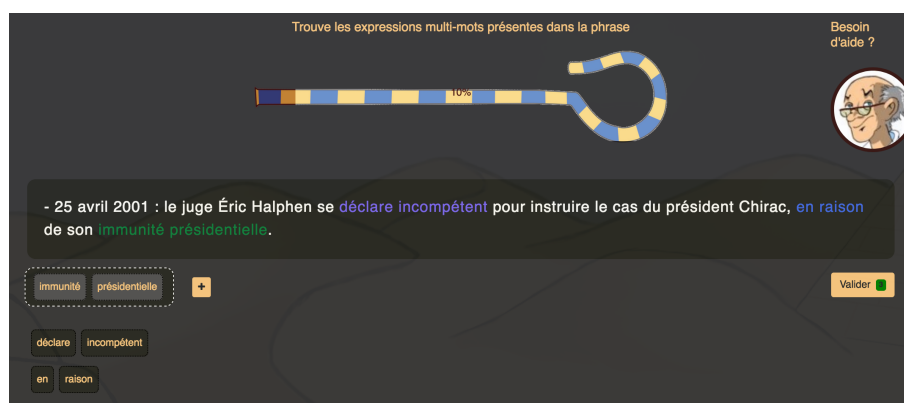 Trouve les expressions multi-mots présentes dans la phrase
Besoin
d'aide ?
10%
- 25 avril 2001 : le juge Éric Halphen se déclare incompétent pour instruire le cas du président Chirac, en raison
de son immunité présidentielle.
immunité présidentielle +
Valider
déclare incompétent
en raison